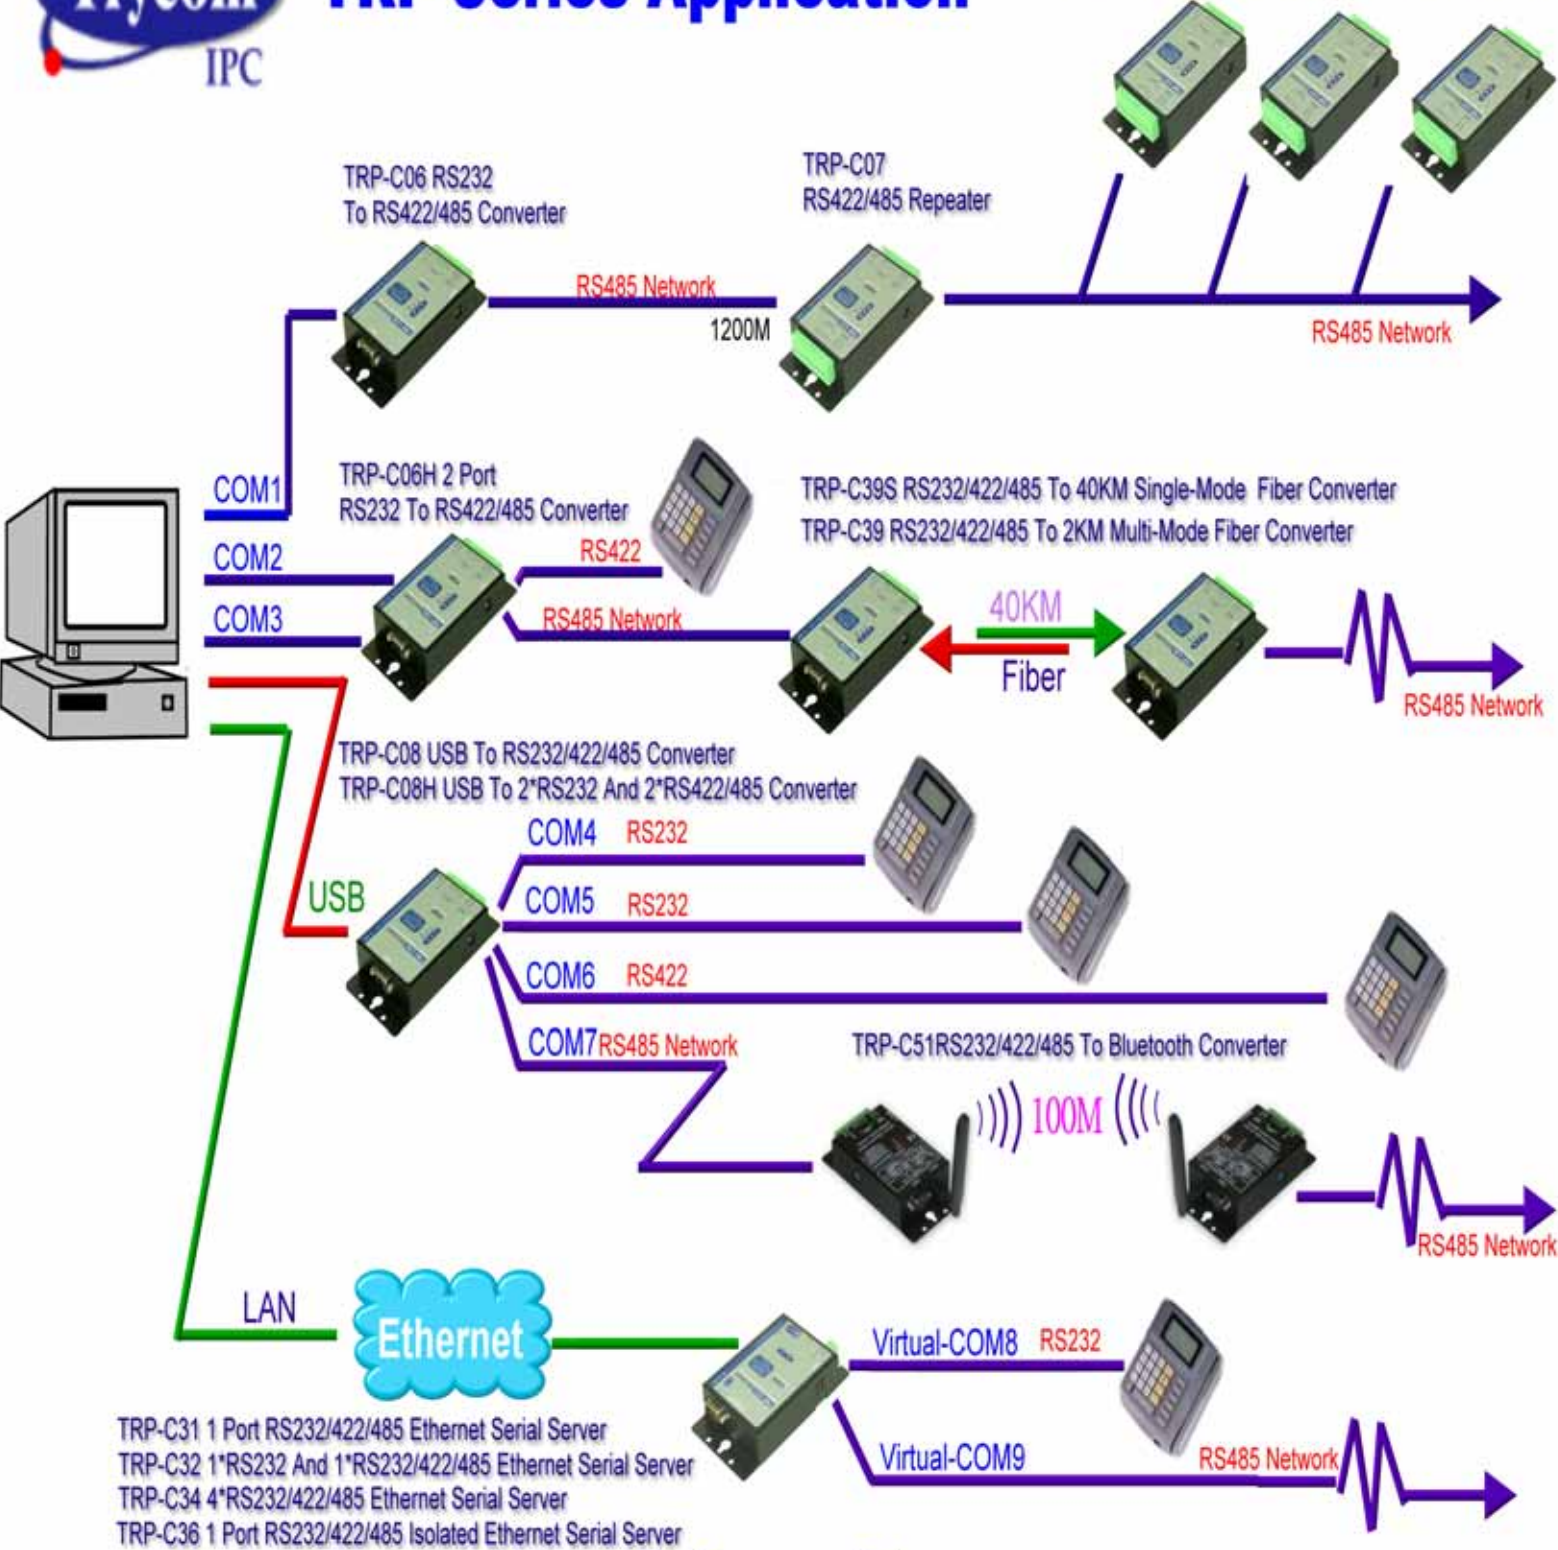 Trycom
IPC
TRP Series Application
TRP-C06 RS232
To RS422/485 Converter
TRP-C07
RS422/485 Repeater
RS485 Network
1200M
RS485 Network
COM1
TRP-C06H 2 Port
RS232 To RS422/485 Converter
TRP-C39S RS232/422/485 To 40KM Single-Mode Fiber Converter
TRP-C39 RS232/422/485 To 2KM Multi-Mode Fiber Converter
COM2
RS422
COM3
RS485 Network
40KM
Fiber
RS485 Network
TRP-C08 USB To RS232/422/485 Converter
TRP-C08H USB To 2*RS232 And 2*RS422/485 Converter
COM4 RS232
USB
COM5 RS232
COM6 RS422
COM7 RS485 Network
TRP-C51RS232/422/485 To Bluetooth Converter
100M
RS485 Network
LAN
Ethernet
Virtual-COM8 RS232
Virtual-COM9 RS485 Network
TRP-C31 1 Port RS232/422/485 Ethernet Serial Server
TRP-C32 1*RS232 And 1*RS232/422/485 Ethernet Serial Server
TRP-C34 4*RS232/422/485 Ethernet Serial Server
TRP-C36 1 Port RS232/422/485 Isolated Ethernet Serial Server